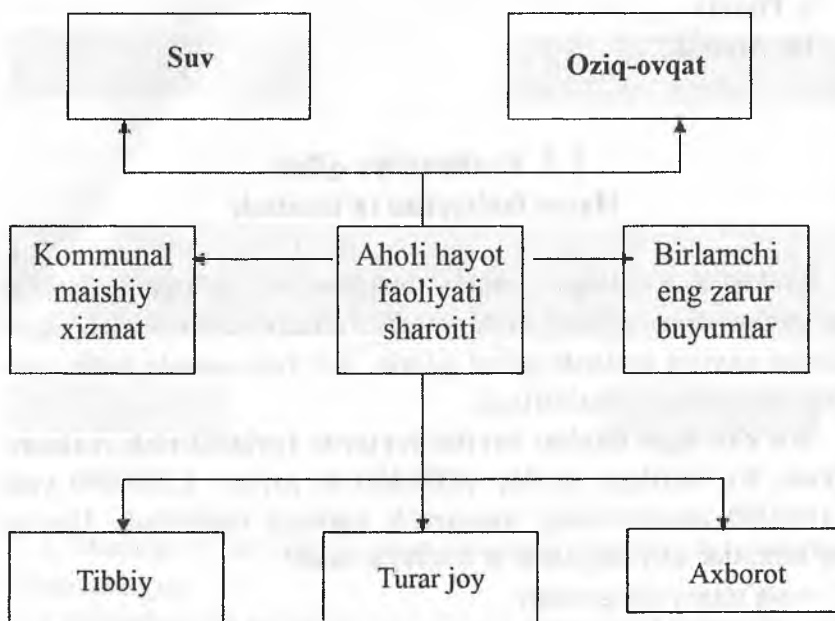 Suv
Oziq-ovqat
Kommunal
maishiy
xizmat
Aholi hayot
faoliyati
sharoiti
Birlamchi
eng zarur
buyumlar
Tibbiy
Turar joy
Axborot